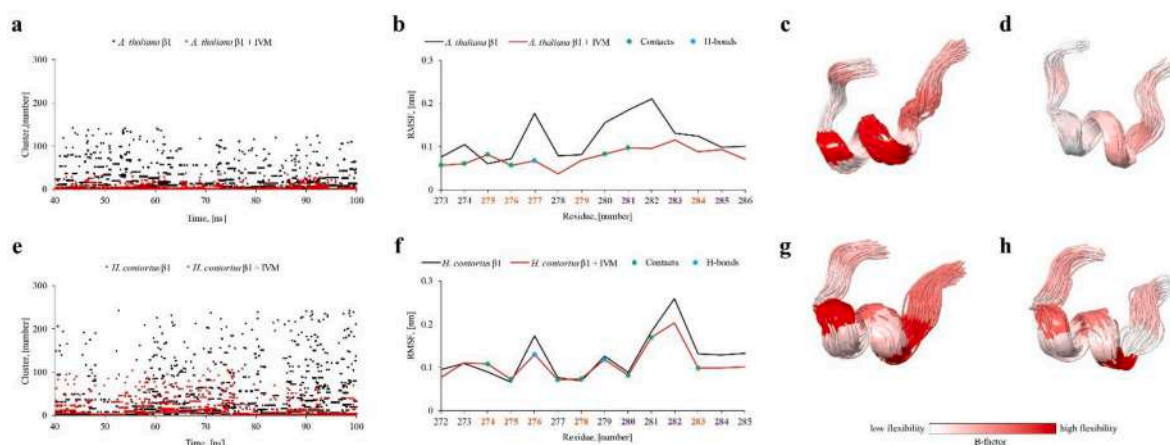 a
A. thaliana β1
A. thaliana β1 + IVM
Cluster, [number]
300
200
100
0
40 50 60 70 80 90 100
Time, [ns]
b
A. thaliana β1
A. thaliana β1 + IVM
Contacts
H-bonds
RMSF, [nm]
0.3
0.2
0.1
0
273 274 275 276 277 278 279 280 281 282 283 284 285 286
Residue, [number]
c
d
e
H. contortus β1
H. contortus β1 + IVM
Cluster, [number]
300
200
100
0
40 50 60 70 80 90 100
Time, [ns]
f
H. contortus β1
H. contortus β1 + IVM
Contacts
H-bonds
RMSF, [nm]
0.3
0.2
0.1
0
272 273 274 275 276 277 278 279 280 281 282 283 284 285
Residue, [number]
g
h
low flexibility
high flexibility
B-factor